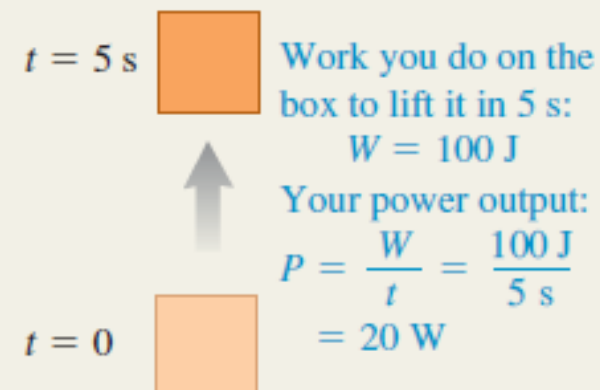 t = 5 s
Work you do on the
box to lift it in 5 s:
W = 100 J
Your power output:
P = W/t = 100 J/5 s
= 20 W
t = 0